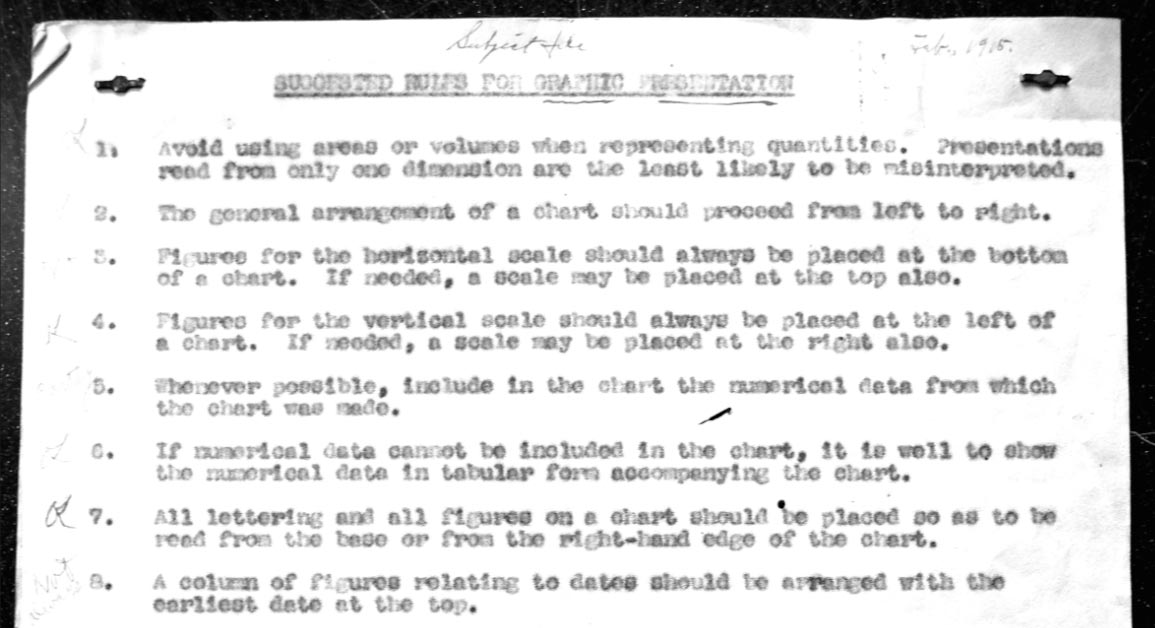 Subject file
Feb., 1915.
SUGGESTED RULES FOR GRAPHIC PRESENTATION
1. Avoid using areas or volumes when representing quantities. Presentations
read from only one dimension are the least likely to be misinterpreted.
2. The general arrangement of a chart should proceed from left to right.
3. Figures for the horizontal scale should always be placed at the bottom
of a chart. If needed, a scale may be placed at the top also.
4. Figures for the vertical scale should always be placed at the left of
a chart. If needed, a scale may be placed at the right also.
5. Whenever possible, include in the chart the numerical data from which
the chart was made.
6. If numerical data cannot be included in the chart, it is well to show
the numerical data in tabular form accompanying the chart.
7. All lettering and all figures on a chart should be placed so as to be
read from the base or from the right-hand edge of the chart.
Not
8. A column of figures relating to dates should be arranged with the
earliest date at the top.